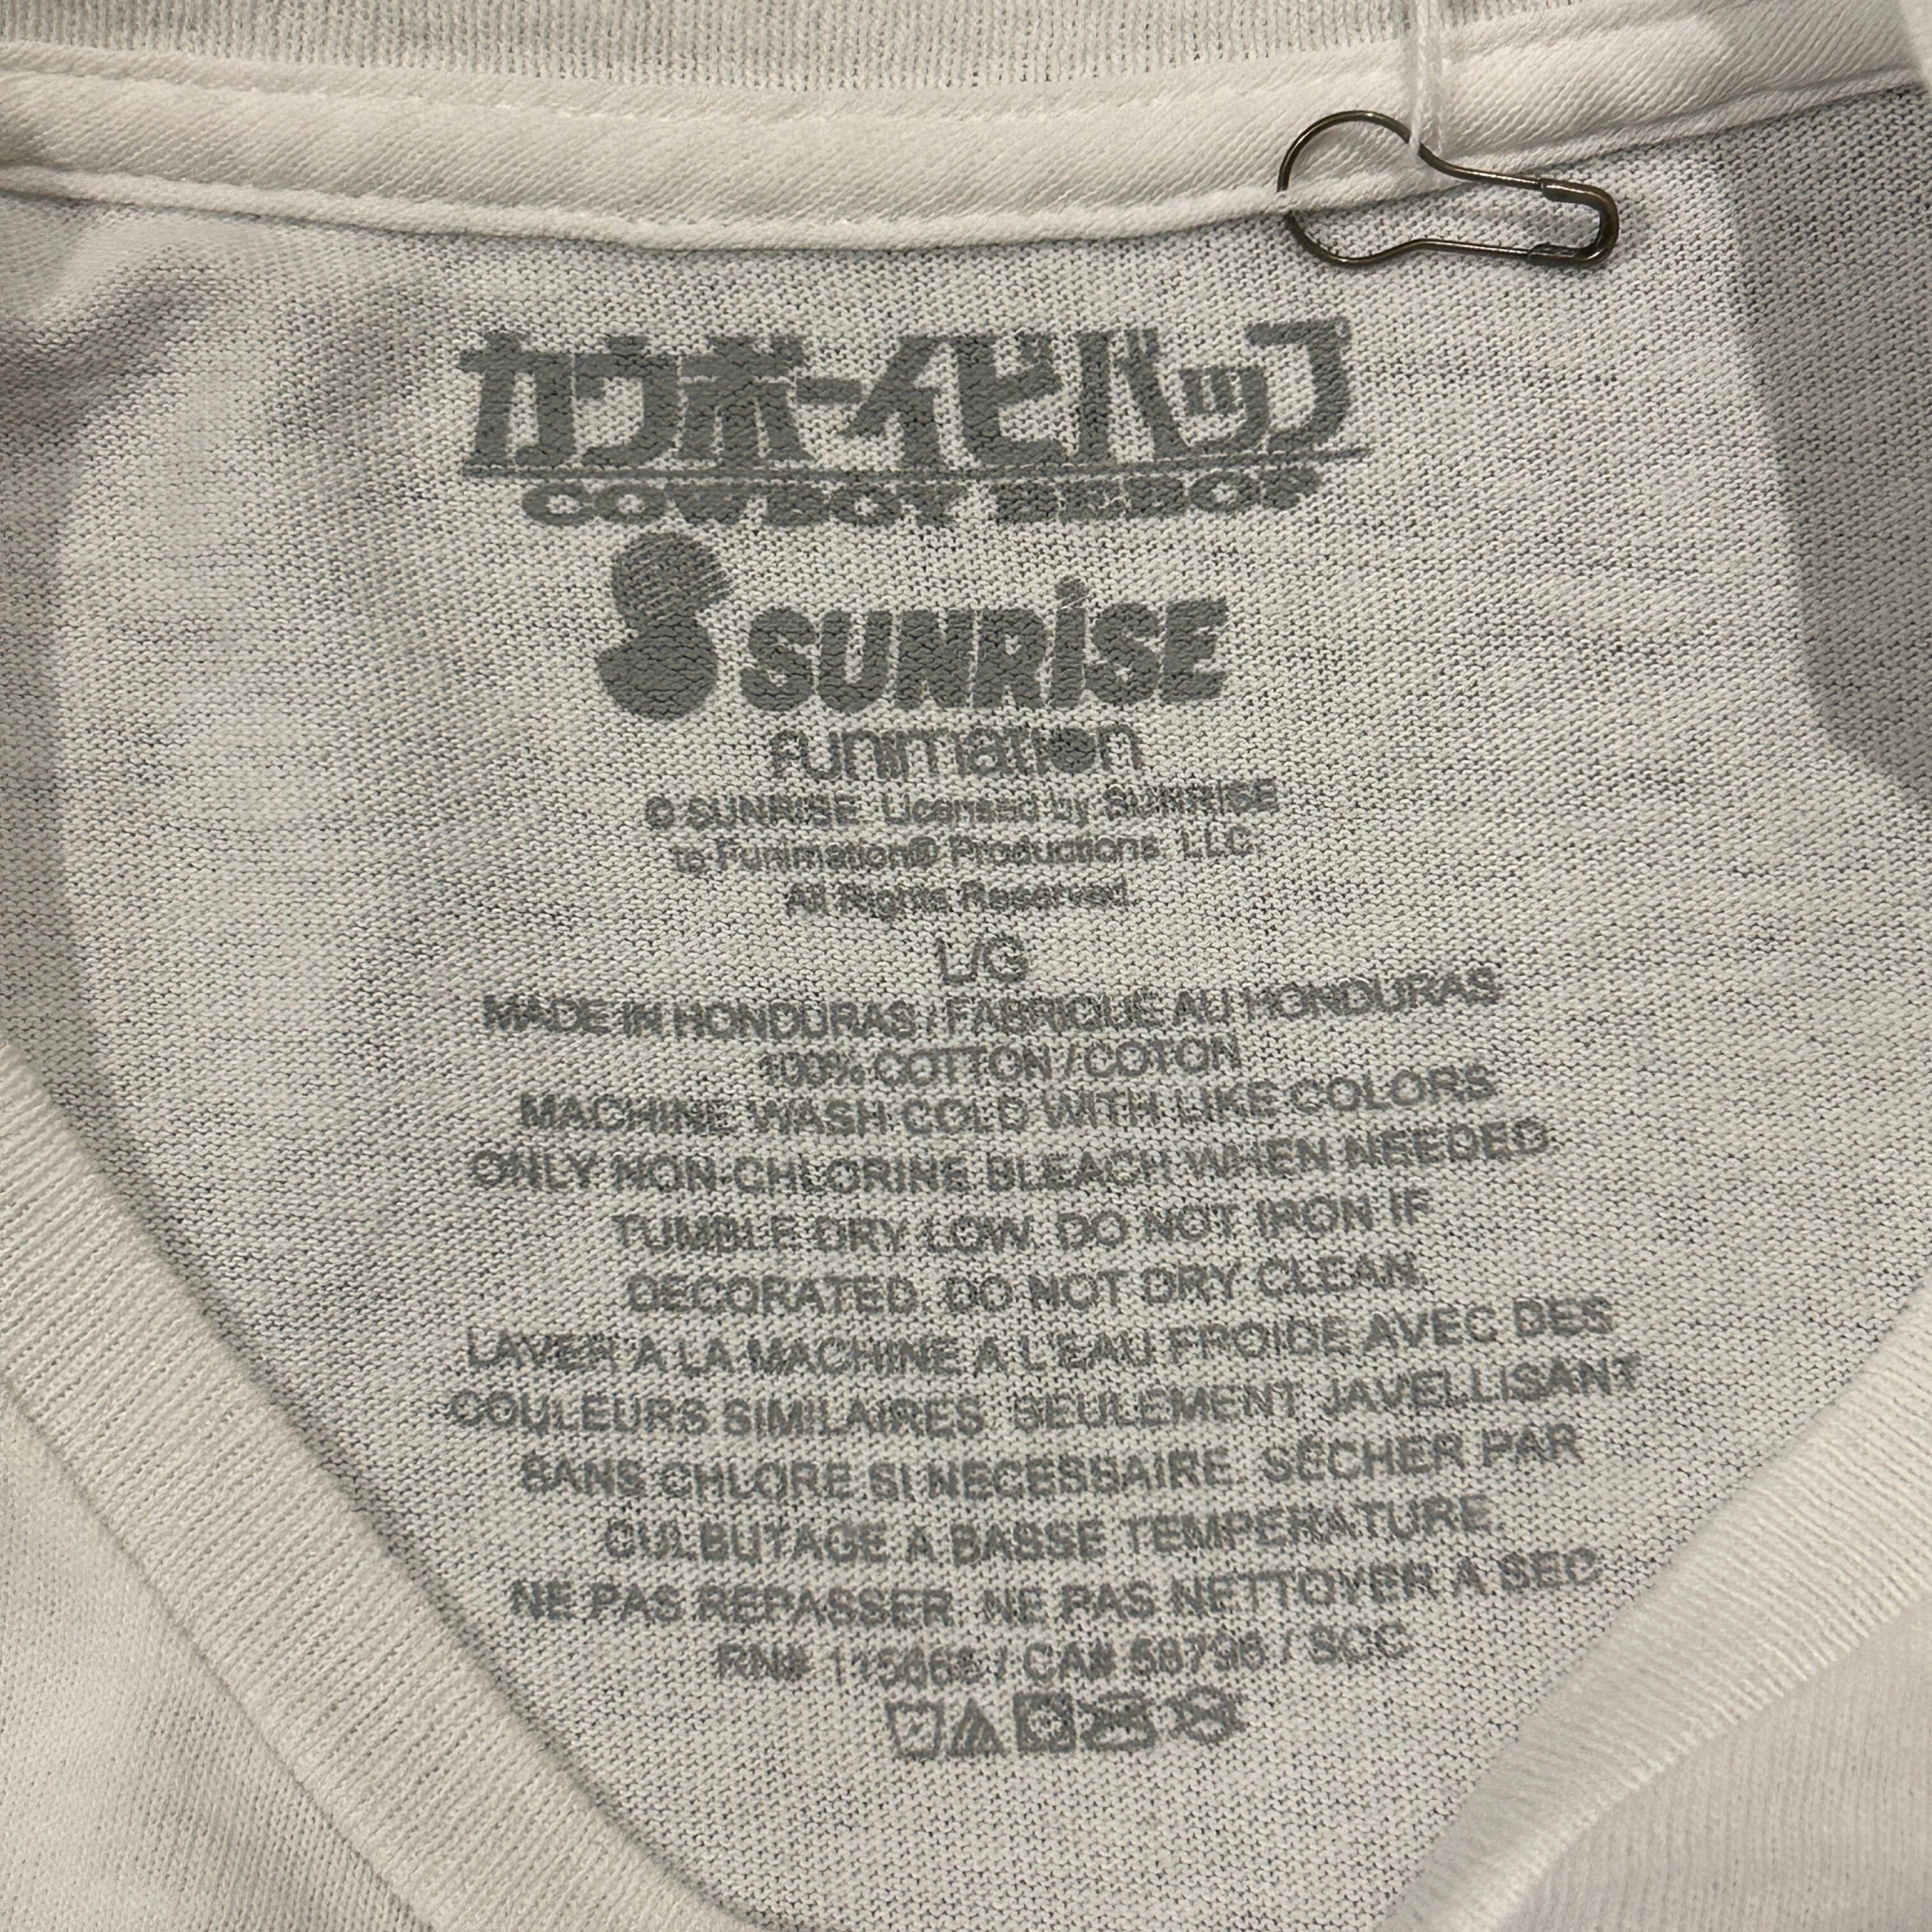 カウボーイビバップ
COWBOY BEBOP
SUNRiSE
FUNimation
© SUNRISE. Licensed by SUNRISE
to Funimation® Productions, LLC.
All Rights Reserved.
L/G
MADE IN HONDURAS / FABRIQUE AU HONDURAS
100% COTTON / COTON
MACHINE WASH COLD WITH LIKE COLORS
ONLY NON-CHLORINE BLEACH WHEN NEEDED
TUMBLE DRY LOW. DO NOT IRON IF
DECORATED. DO NOT DRY CLEAN.
LAVER A LA MACHINE A L'EAU FROIDE AVEC DES
COULEURS SIMILAIRES. SEULEMENT JAVELLISANT
SANS CHLORE SI NECESSAIRE. SÉCHER PAR
CULBUTAGE A BASSE TEMPERATURE.
NE PAS REPASSER. NE PAS NETTOYER A SEC
RN# / CA# 58736 / SCC